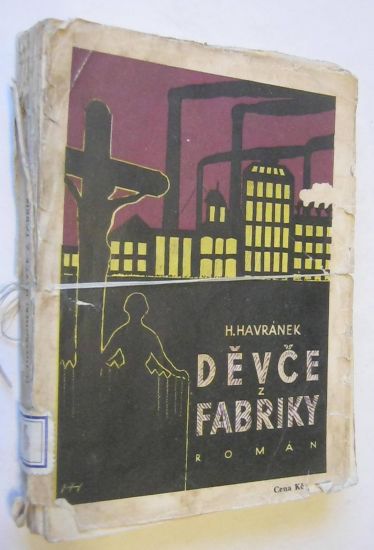 H. HAVRÁNEK
DĚVČE
Z
FABRIKY
ROMÁN
Cena Kč